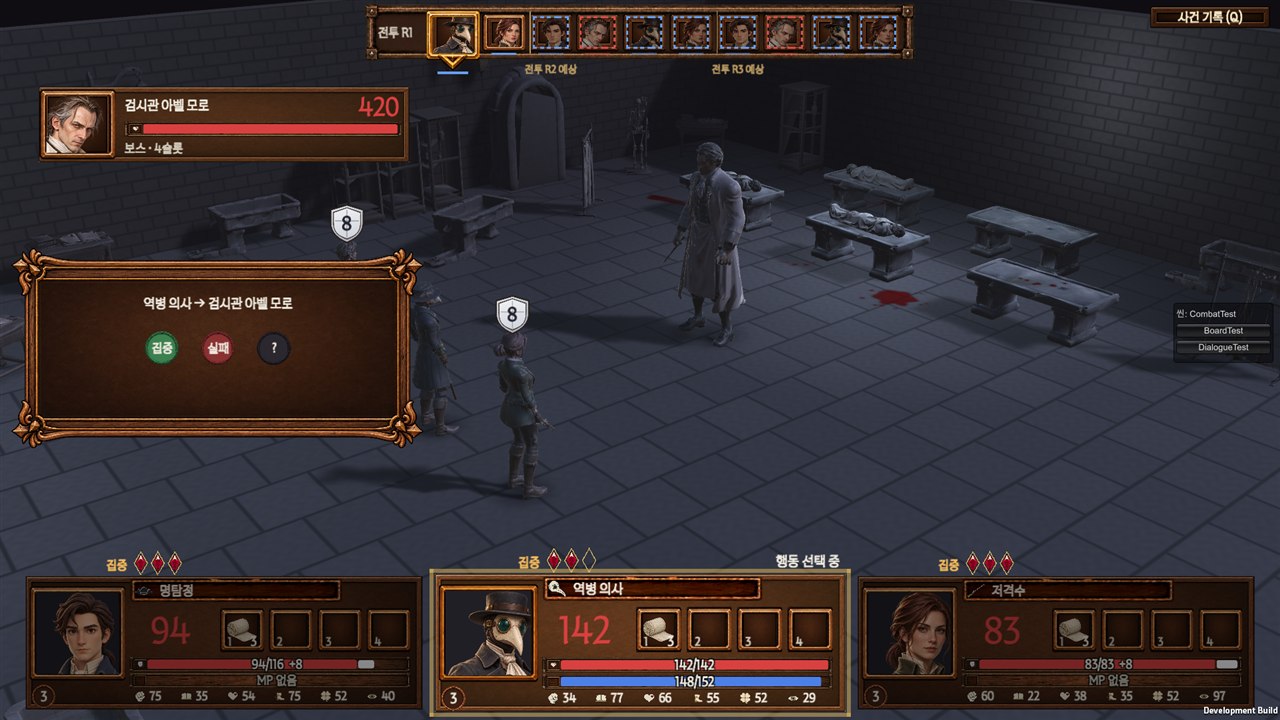 전투 R1
사건 기록 (Q)
전투 R2 예상
전투 R3 예상
검시관 아벨 모로
420
보스 · 4슬롯
8
8
역병 의사 → 검시관 아벨 모로
집중
실패
?
씬: CombatTest
BoardTest
DialogueTest
집중
명탐정
94
3
2
3
4
94/116 +8
MP 없음
3
75
35
54
75
52
40
집중
행동 선택 중
역병 의사
142
3
2
3
4
142/142
148/152
3
34
77
66
55
52
29
집중
저격수
83
3
2
3
4
83/83 +8
MP 없음
3
60
22
38
35
52
97
Development Build